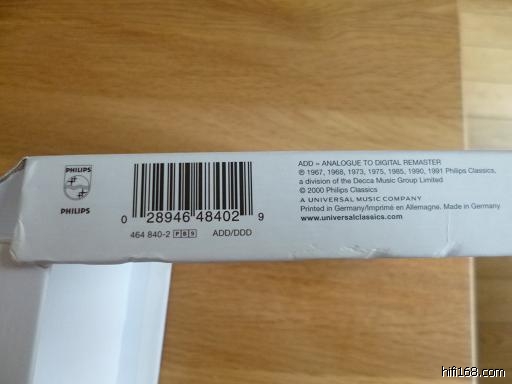 PHILIPS
PHILIPS
0 28946 48402 9
464 840-2 PB9 ADD/DDD
ADD = ANALOGUE TO DIGITAL REMASTER
℗ 1967, 1968, 1973, 1975, 1985, 1990, 1991 Philips Classics,
a division of the Decca Music Group Limited
© 2000 Philips Classics
A UNIVERSAL MUSIC COMPANY
Printed in Germany/Imprimé en Allemagne. Made in Germany
www.universalclassics.com
hifi168.com